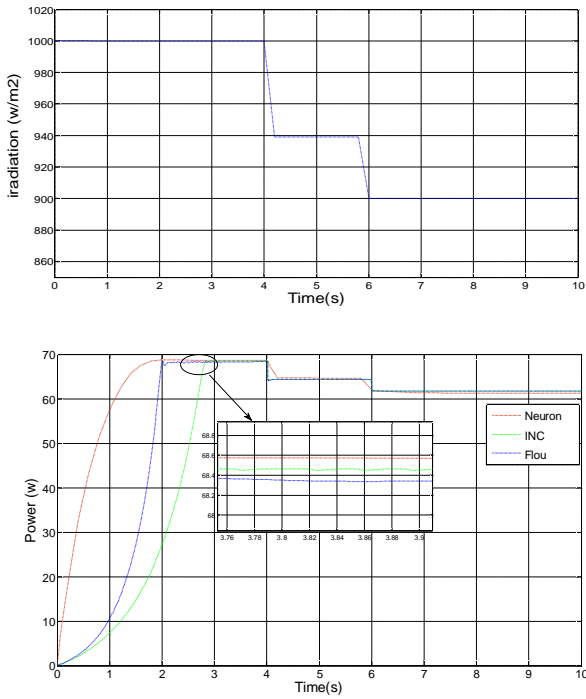 1020
1000
980
960
940
920
900
880
860
iradiation (w/m2)
0 1 2 3 4 5 6 7 8 9 10
Time(s)
70
60
50
40
30
20
10
0
Power (w)
Neuron
INC
Flou
68.8
68.6
68.4
68.2
68
3.76 3.78 3.8 3.82 3.84 3.86 3.88 3.9
0 1 2 3 4 5 6 7 8 9 10
Time(s)